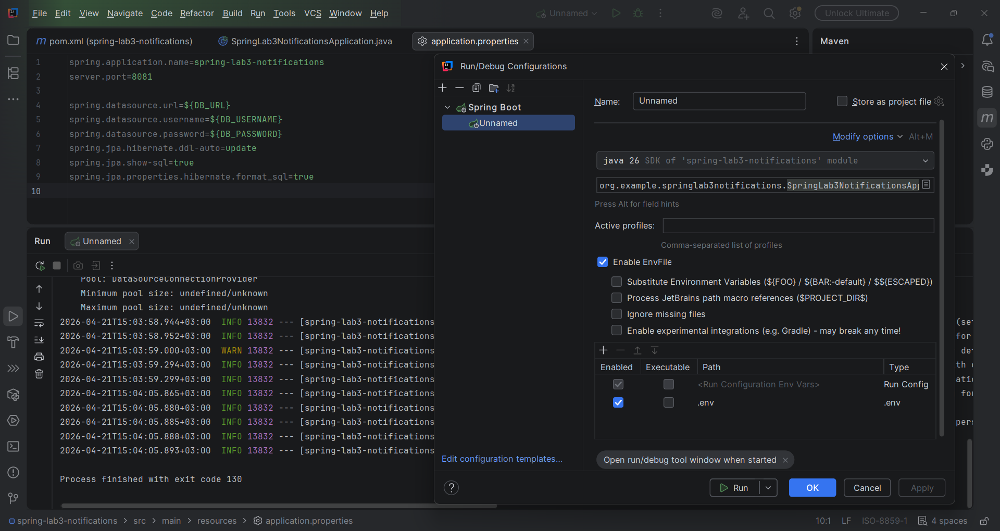 File Edit View Navigate Code Refactor Build Run Tools VCS Window Help
Unnamed
Unlock Ultimate
m pom.xml (spring-lab3-notifications)
SpringLab3NotificationsApplication.java
application.properties
Maven
1 spring.application.name=spring-lab3-notifications
2 server.port=8081
3
4 spring.datasource.url=${DB_URL}
5 spring.datasource.username=${DB_USERNAME}
6 spring.datasource.password=${DB_PASSWORD}
7 spring.jpa.hibernate.ddl-auto=update
8 spring.jpa.show-sql=true
9 spring.jpa.properties.hibernate.format_sql=true
10
Run
Unnamed
Pool: DataSourceConnectionProvider
Minimum pool size: undefined/unknown
Maximum pool size: undefined/unknown
2026-04-21T15:03:58.944+03:00 INFO 13832 --- [spring-lab3-notifications
2026-04-21T15:03:58.952+03:00 INFO 13832 --- [spring-lab3-notifications
2026-04-21T15:03:59.000+03:00 WARN 13832 --- [spring-lab3-notifications
2026-04-21T15:03:59.294+03:00 INFO 13832 --- [spring-lab3-notifications
2026-04-21T15:03:59.299+03:00 INFO 13832 --- [spring-lab3-notifications
2026-04-21T15:04:05.865+03:00 INFO 13832 --- [spring-lab3-notifications
2026-04-21T15:04:05.880+03:00 INFO 13832 --- [spring-lab3-notifications
2026-04-21T15:04:05.885+03:00 INFO 13832 --- [spring-lab3-notifications
2026-04-21T15:04:05.888+03:00 INFO 13832 --- [spring-lab3-notifications
2026-04-21T15:04:05.893+03:00 INFO 13832 --- [spring-lab3-notifications
Process finished with exit code 130
Run/Debug Configurations
Spring Boot
Unnamed
Edit configuration templates...
Name: Unnamed
Store as project file
Modify options Alt+M
java 26 SDK of 'spring-lab3-notifications' module
org.example.springlab3notifications.SpringLab3NotificationsApp
Press Alt for field hints
Active profiles:
Comma-separated list of profiles
Enable EnvFile
Substitute Environment Variables (${FOO} / ${BAR:-default} / $${ESCAPED})
Process JetBrains path macro references ($PROJECT_DIR$)
Ignore missing files
Enable experimental integrations (e.g. Gradle) - may break any time!
Enabled Executable Path Type
<Run Configuration Env Vars> Run Config
.env .env
Open run/debug tool window when started
? Run OK Cancel Apply
for
spring-lab3-notifications > src > main > resources > application.properties
10:1 LF ISO-8859-1 4 spaces